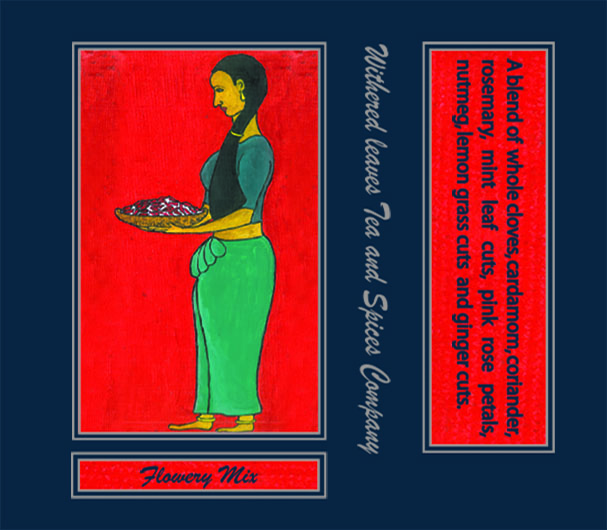 Flowery Mix
Withered leaves Tea and Spices Company
A blend of whole cloves, cardamom, coriander,
rosemary, mint leaf cuts, pink rose petals,
nutmeg, lemon grass cuts and ginger cuts.